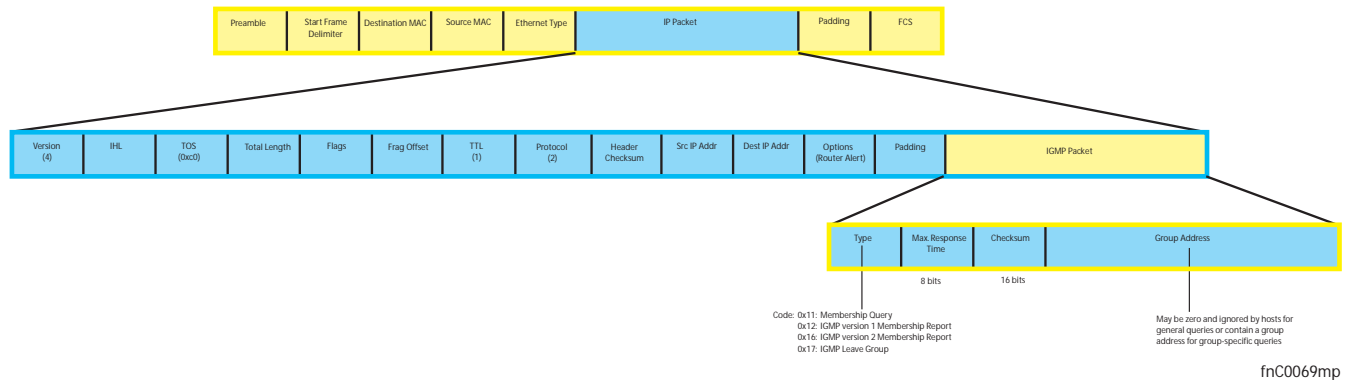 Preamble
Start Frame
Delimiter
Destination MAC
Source MAC
Ethernet Type
IP Packet
Padding
FCS
Version
(4)
IHL
TOS
(0xc0)
Total Length
Flags
Frag Offset
TTL
(1)
Protocol
(2)
Header
Checksum
Src IP Addr
Dest IP Addr
Options
(Router Alert)
Padding
IGMP Packet
Type
Max. Response
Time
Checksum
Group Address
8 bits
16 bits
Code: 0x11: Membership Query
0x12: IGMP version 1 Membership Report
0x16: IGMP version 2 Membership Report
0x17: IGMP Leave Group
May be zero and ignored by hosts for
general queries or contain a group
address for group-specific queries
fnC0069mp